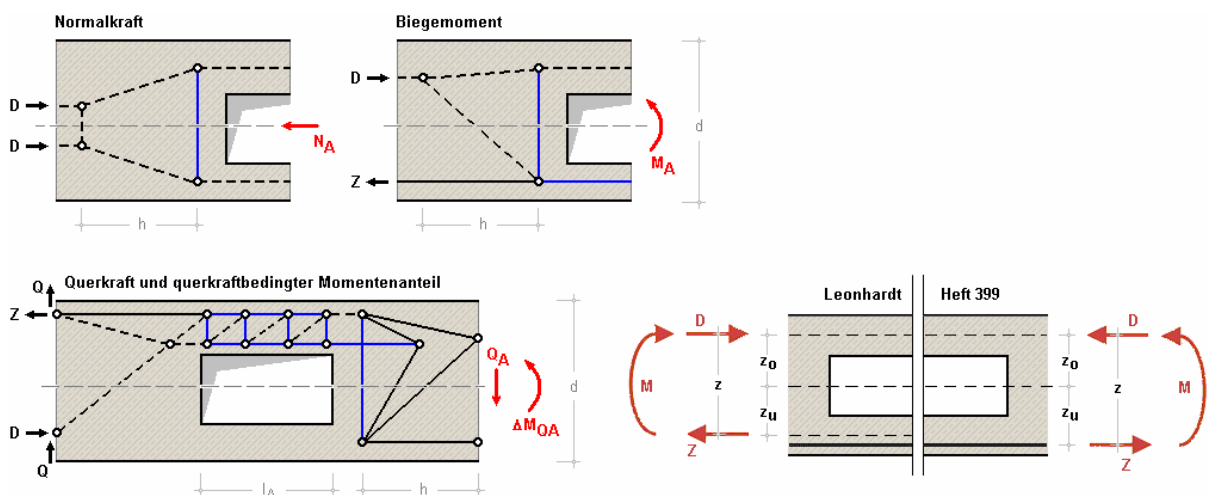 Normalkraft
Biegemoment
D
D
N_A
h
D
Z
M_A
d
h
Querkraft und querkraftbedingter Momentenanteil
Q
Z
D
Q
Q_A
ΔM_QA
d
l_A
h
Leonhardt
Heft 399
D
D
M
z
z_o
z_u
Z
z_o
z
z_u
M
Z